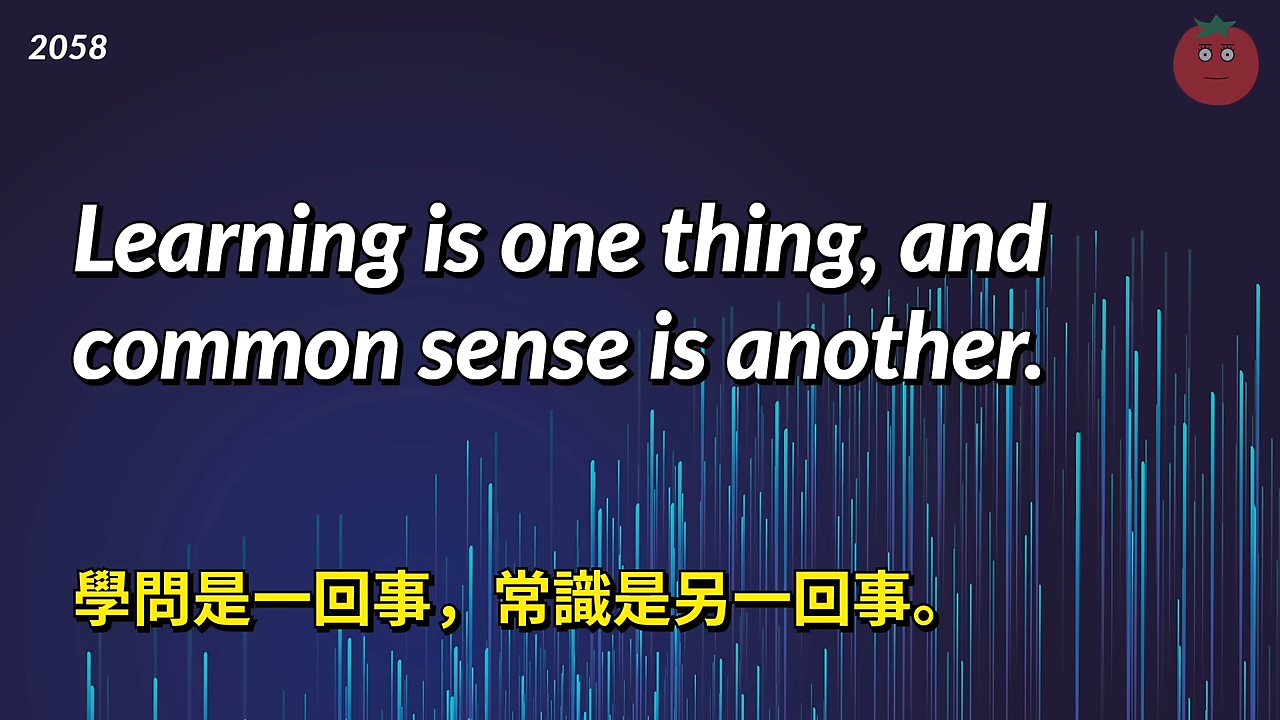 2058
Learning is one thing, and
common sense is another.
學問是一回事，常識是另一回事。